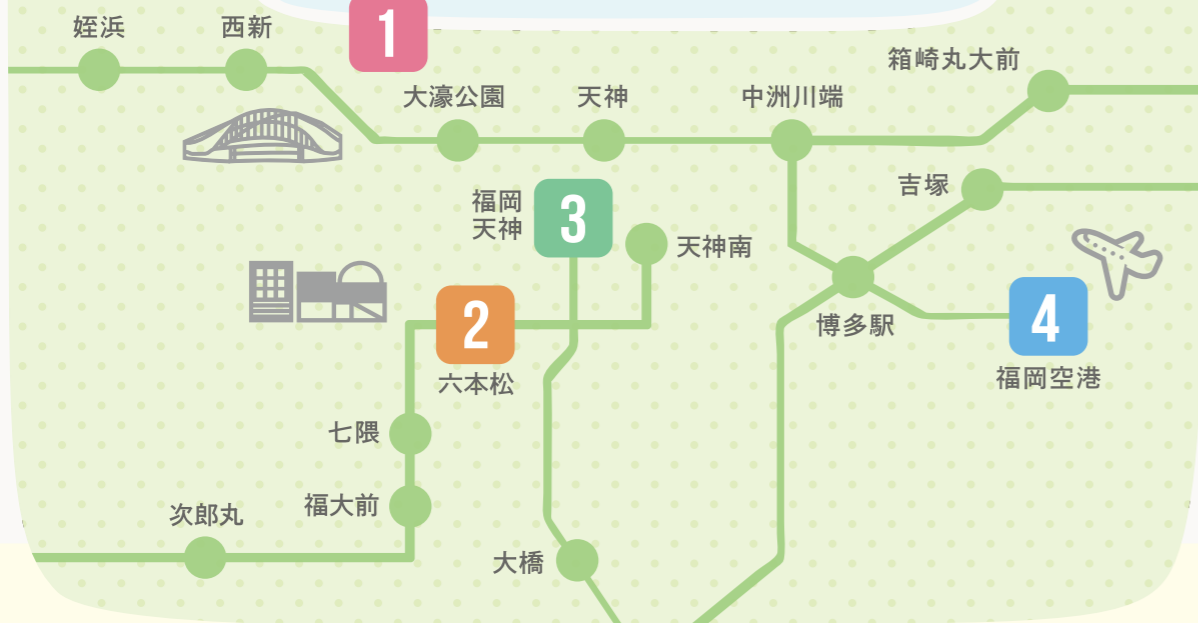 1
姪浜
西新
箱崎丸大前
大濠公園
天神
中洲川端
吉塚
福岡
天神
3
天神南
2
六本松
博多駅
4
福岡空港
七隈
福大前
次郎丸
大橋